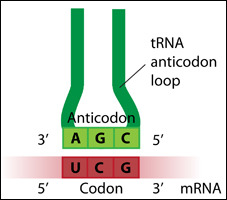 tRNA
anticodon
loop
Anticodon
3′ A G C 5′
U C G
5′ Codon 3′ mRNA